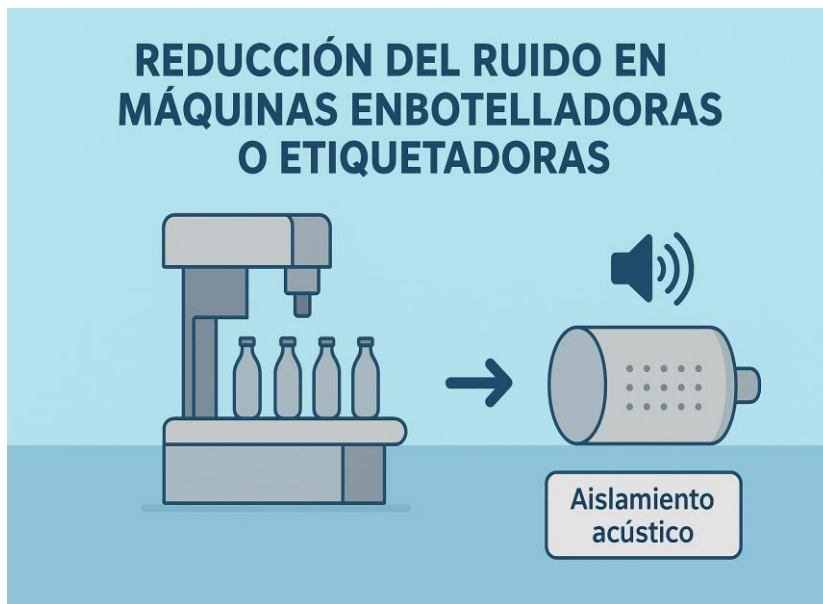 REDUCCIÓN DEL RUIDO EN
MÁQUINAS ENBOTELLADORAS
O ETIQUETADORAS
Aislamiento
acústico